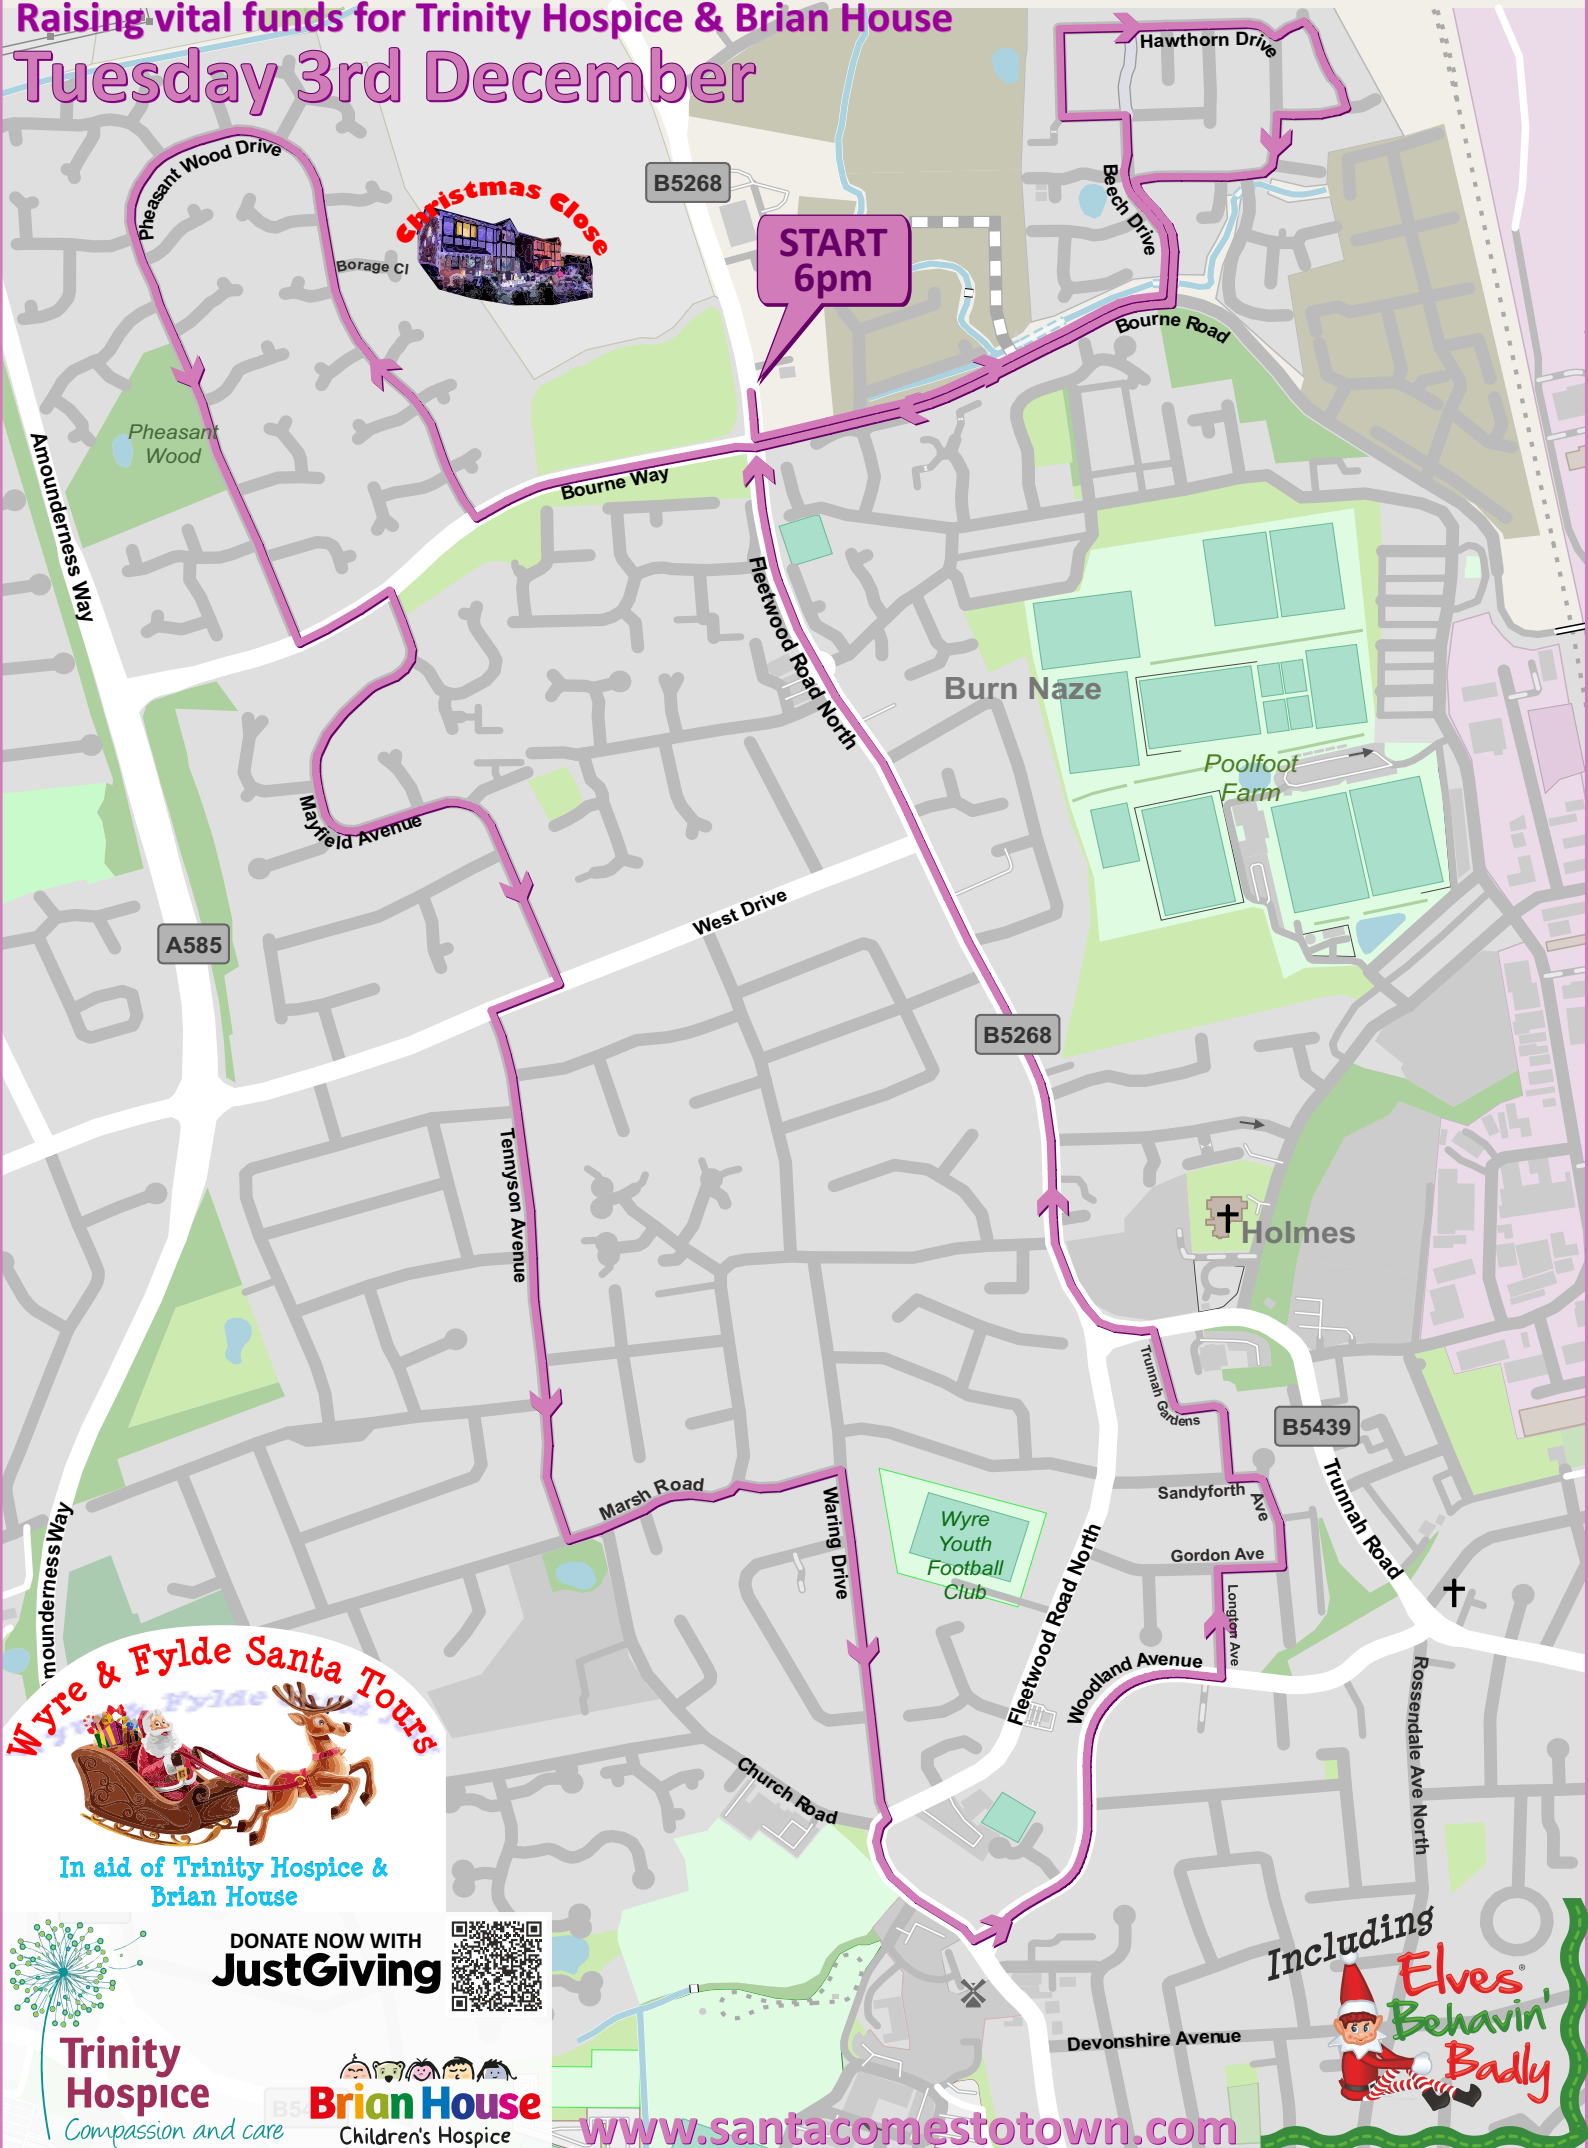 Raising vital funds for Trinity Hospice & Brian House
Tuesday 3rd December
Hawthorn Drive
Pheasant Wood Drive
B5268
Christmas Close
Borage Cl
START
6pm
Beech Drive
Bourne Road
Pheasant
Wood
Amounderness Way
Bourne Way
Fleetwood Road North
Burn Naze
Poolfoot
Farm
Mayfield Avenue
West Drive
A585
B5268
Tennyson Avenue
Holmes
Trunnah Gardens
B5439
Marsh Road
Waring Drive
Sandyforth Ave
Trunnah Road
Wyre
Youth
Football
Club
Gordon Ave
Longton Ave
Fleetwood Road North
Woodland Avenue
Rossendale Ave North
mounderness Way
Church Road
Wyre & Fylde Santa Tours
In aid of Trinity Hospice &
Brian House
DONATE NOW WITH
JustGiving
Trinity
Hospice
Compassion and care
B54
Brian House
Children's Hospice
Including
Elves
Behavin'
Badly
Devonshire Avenue
www.santacomestotown.com